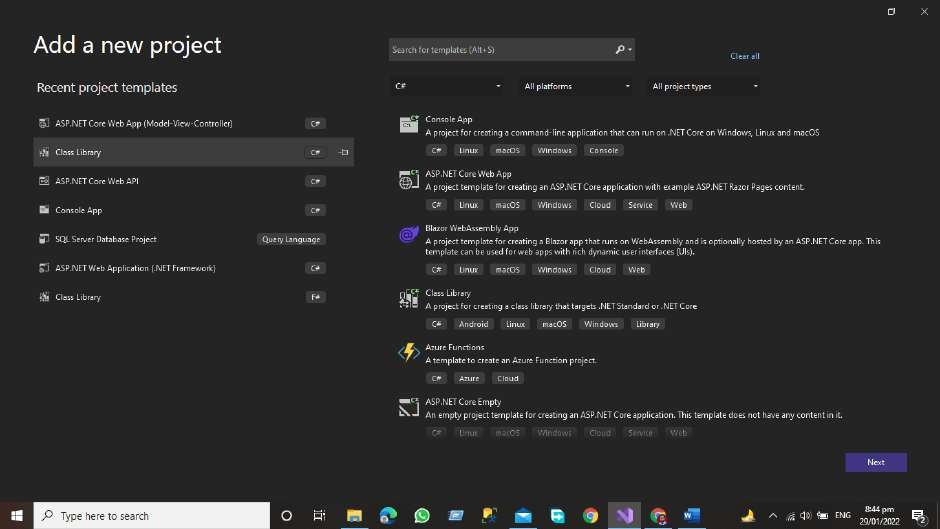 Add a new project
Search for templates (Alt+S)
Clear all
Recent project templates
C#
All platforms
All project types
ASP.NET Core Web App (Model-View-Controller) C#
Class Library C#
ASP.NET Core Web API C#
Console App C#
SQL Server Database Project Query Language
ASP.NET Web Application (.NET Framework) C#
Class Library F#
Console App
A project for creating a command-line application that can run on .NET Core on Windows, Linux and macOS
C# Linux macOS Windows Console
ASP.NET Core Web App
A project template for creating an ASP.NET Core application with example ASP.NET Razor Pages content.
C# Linux macOS Windows Cloud Service Web
Blazor WebAssembly App
A project template for creating a Blazor app that runs on WebAssembly and is optionally hosted by an ASP.NET Core app. This
template can be used for web apps with rich dynamic user interfaces (UIs).
C# Linux macOS Windows Cloud Web
Class Library
A project for creating a class library that targets .NET Standard or .NET Core
C# Android Linux macOS Windows Library
Azure Functions
A template to create an Azure Function project.
C# Azure Cloud
ASP.NET Core Empty
An empty project template for creating an ASP.NET Core application. This template does not have any content in it.
C# Linux macOS Windows Cloud Service Web
Next
Type here to search
ENG
8:44 pm
29/01/2022
2